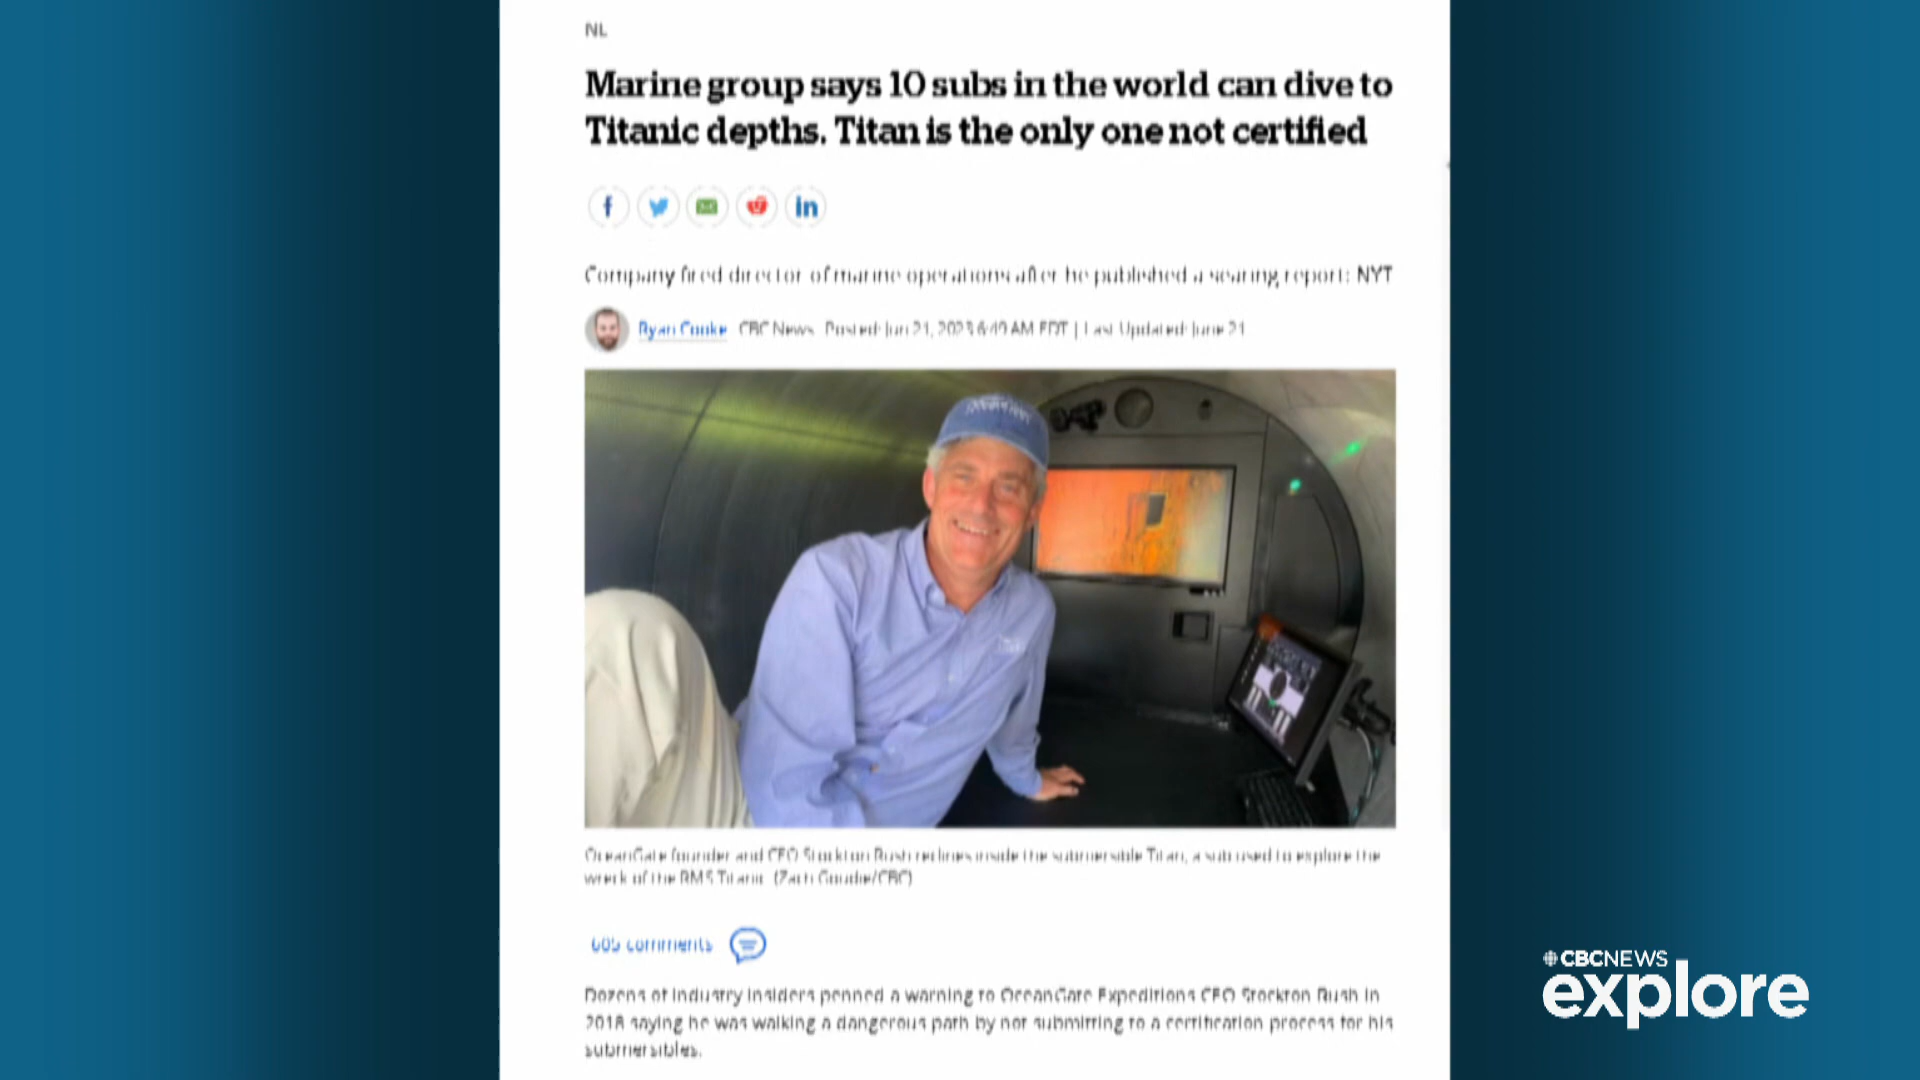 NL
Marine group says 10 subs in the world can dive to
Titanic depths. Titan is the only one not certified
Company fired director of marine operations after he published a searing report: NYT
Ryan Cooke CBC News Posted: Jun 21, 2023 6:49 AM EDT | Last Updated: June 21
OceanGate founder and CEO Stockton Rush reclines inside the submersible Titan, a sub used to explore the
wreck of the RMS Titanic. (Zach Goudie/CBC)
605 comments
Dozens of industry insiders penned a warning to OceanGate Expeditions CEO Stockton Rush in
2018 saying he was walking a dangerous path by not submitting to a certification process for his
submersibles.
CBCNEWS
explore